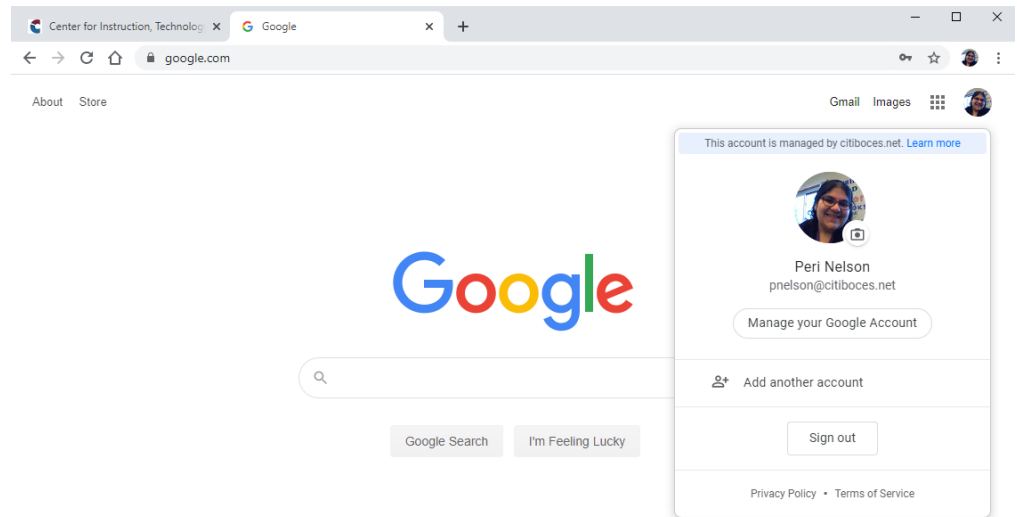 Center for Instruction, Technolog
Google
google.com
About Store
Gmail Images
This account is managed by citiboces.net. Learn more
Peri Nelson
pnelson@citiboces.net
Manage your Google Account
Google
Add another account
Google Search I'm Feeling Lucky
Sign out
Privacy Policy • Terms of Service